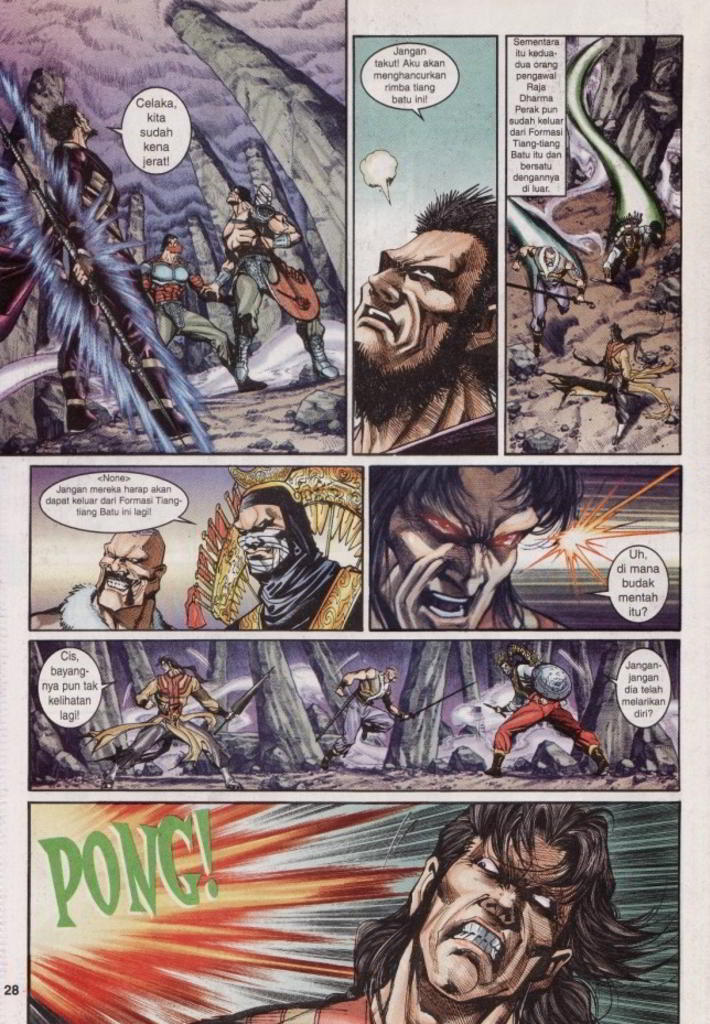 Celaka,
kita
sudah
kena
jerat!
Jangan
takut! Aku akan
menghancurkan
rimba tiang
batu ini!
Sementara
itu kedua-
dua orang
pengawal
Raja
Dharma
Perak pun
sudah keluar
dari Formasi
Tiang-tiang
Batu itu dan
bersatu
dengannya
di luar.
<None>
Jangan mereka harap akan
dapat keluar dari Formasi Tiang-
tiang Batu ini lagi!
Uh,
di mana
budak
mentah
itu?
Cis,
bayang-
nya pun tak
kelihatan
lagi!
Jangan-
jangan
dia telah
melarikan
diri?
PONG!
28